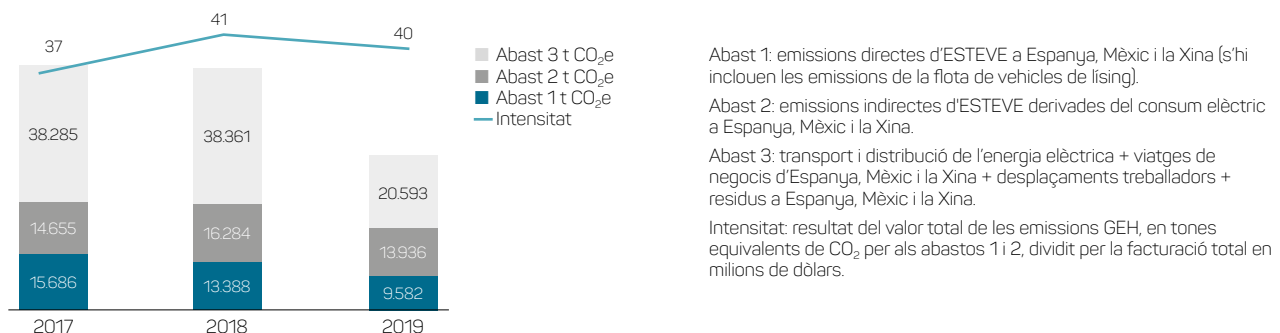 37
41
40
38.285
38.361
20.593
14.655
16.284
13.936
15.686
13.388
9.582
2017
2018
2019
Abast 3 t CO₂e
Abast 2 t CO₂e
Abast 1 t CO₂e
Intensitat
Abast 1: emissions directes d’ESTEVE a Espanya, Mèxic i la Xina (s’hi
inclouen les emissions de la flota de vehicles de lísing).
Abast 2: emissions indirectes d'ESTEVE derivades del consum elèctric
a Espanya, Mèxic i la Xina.
Abast 3: transport i distribució de l’energia elèctrica + viatges de
negocis d’Espanya, Mèxic i la Xina + desplaçaments treballadors +
residus a Espanya, Mèxic i la Xina.
Intensitat: resultat del valor total de les emissions GEH, en tones
equivalents de CO₂ per als abastos 1 i 2, dividit per la facturació total en
milions de dòlars.